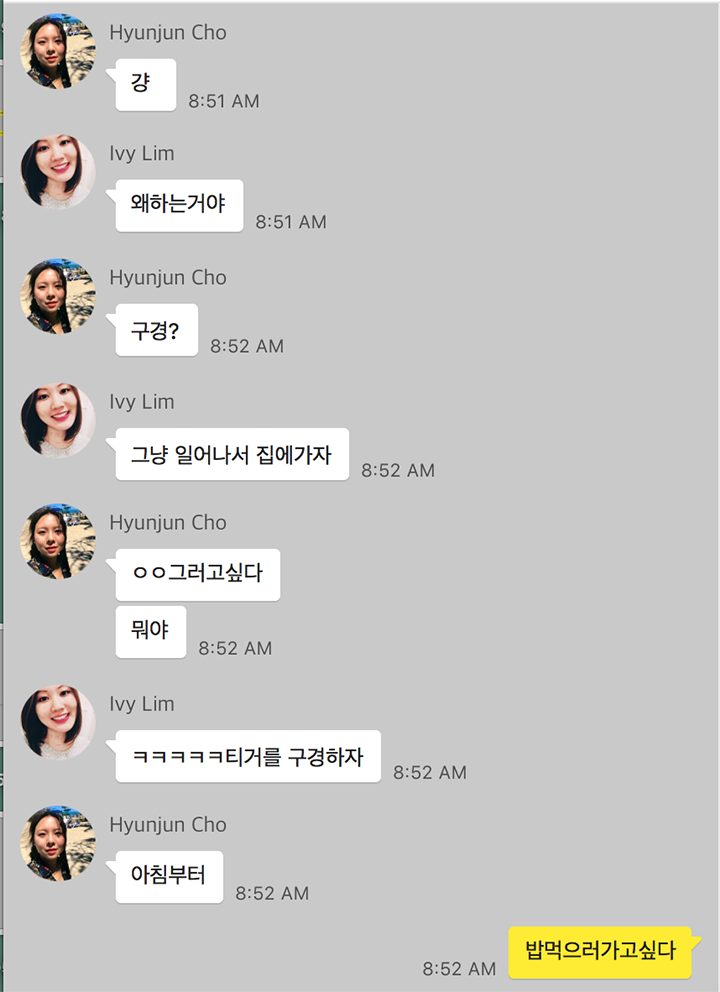 Hyunjun Cho
걍
8:51 AM
Ivy Lim
왜하는거야
8:51 AM
Hyunjun Cho
구경?
8:52 AM
Ivy Lim
그냥 일어나서 집에가자
8:52 AM
Hyunjun Cho
ㅇㅇ그러고싶다
뭐야
8:52 AM
Ivy Lim
ㅋㅋㅋㅋㅋ티거를 구경하자
8:52 AM
Hyunjun Cho
아침부터
8:52 AM
밥먹으러가고싶다
8:52 AM